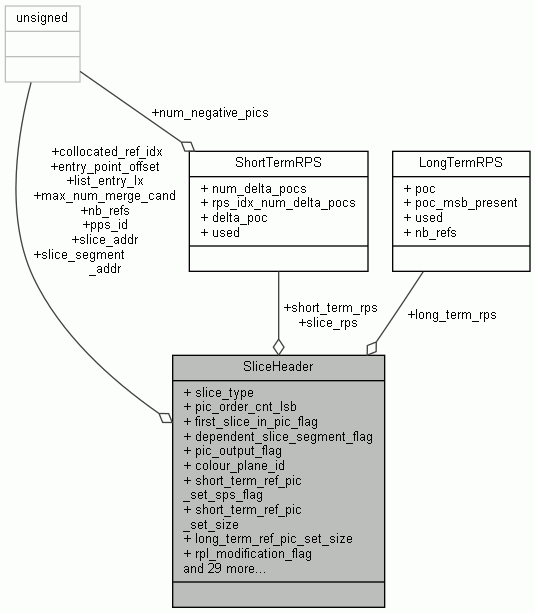 unsigned
+num_negative_pics
+collocated_ref_idx
+entry_point_offset
+list_entry_lx
+max_num_merge_cand
+nb_refs
+pps_id
+slice_addr
+slice_segment
_addr
ShortTermRPS
+ num_delta_pocs
+ rps_idx_num_delta_pocs
+ delta_poc
+ used
LongTermRPS
+ poc
+ poc_msb_present
+ used
+ nb_refs
+short_term_rps
+slice_rps
+long_term_rps
SliceHeader
+ slice_type
+ pic_order_cnt_lsb
+ first_slice_in_pic_flag
+ dependent_slice_segment_flag
+ pic_output_flag
+ colour_plane_id
+ short_term_ref_pic
_set_sps_flag
+ short_term_ref_pic
_set_size
+ long_term_ref_pic_set_size
+ rpl_modification_flag
and 29 more...